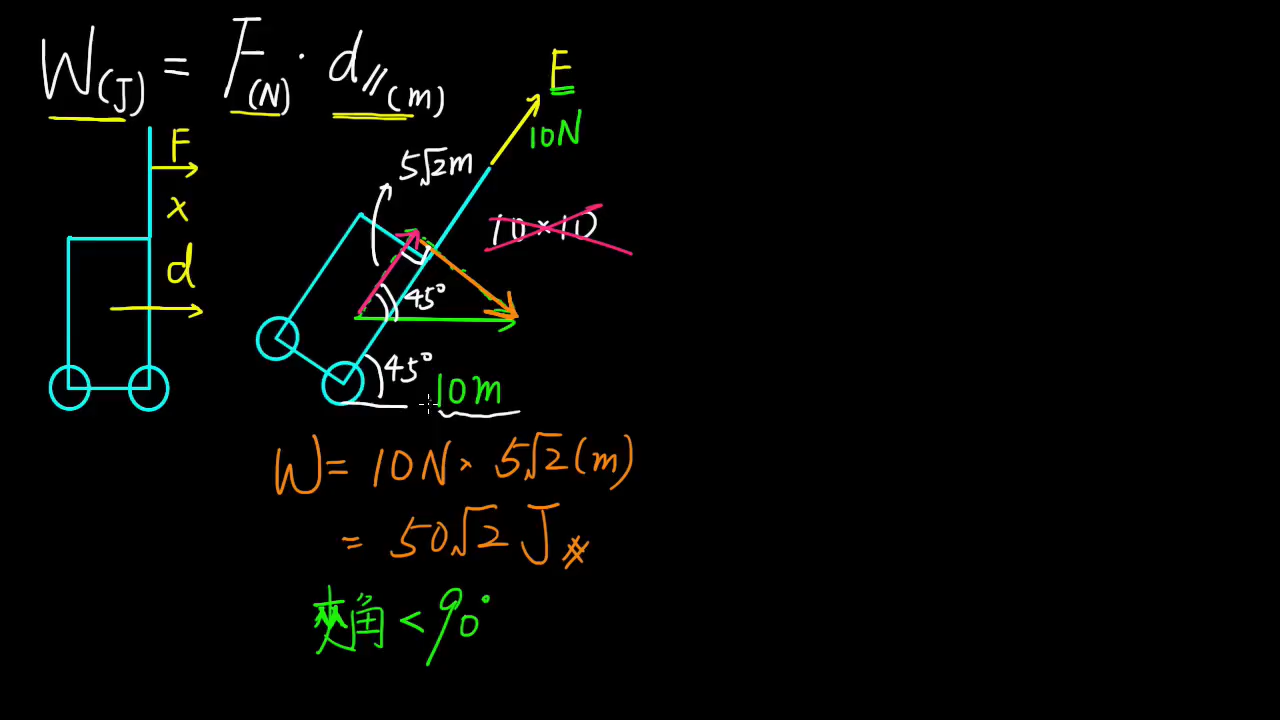 W(J) = F(N) · d//(m)
F
x
d
F
10N
5√2m
10×10
45°
45°
10m
W = 10N × 5√2(m)
= 50√2 J
夾角 < 90°